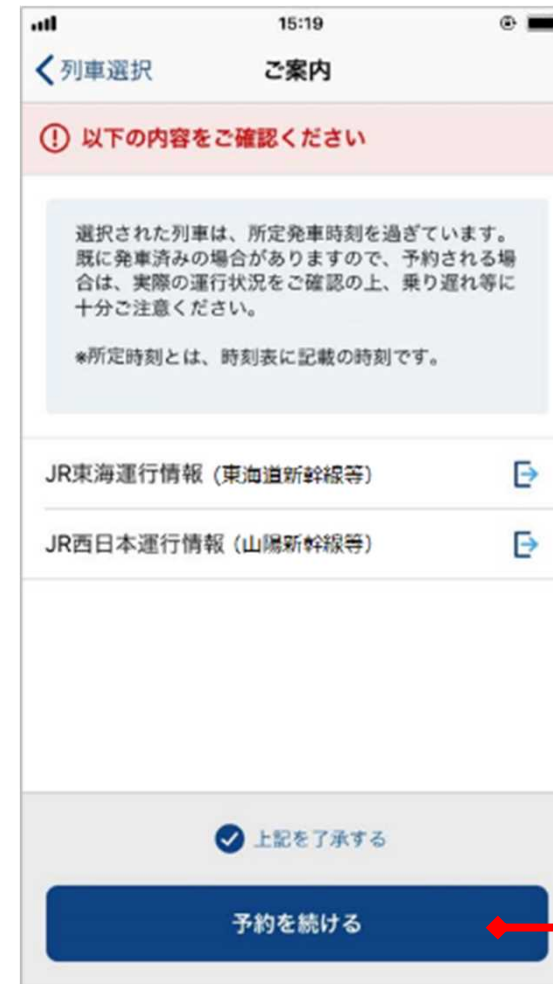 15:19
列車選択 ご案内
以下の内容をご確認ください
選択された列車は、所定発車時刻を過ぎています。
既に発車済みの場合がありますので、予約される場
合は、実際の運行状況をご確認の上、乗り遅れ等に
十分ご注意ください。
*所定時刻とは、時刻表に記載の時刻です。
JR東海運行情報（東海道新幹線等）
JR西日本運行情報（山陽新幹線等）
上記を了承する
予約を続ける